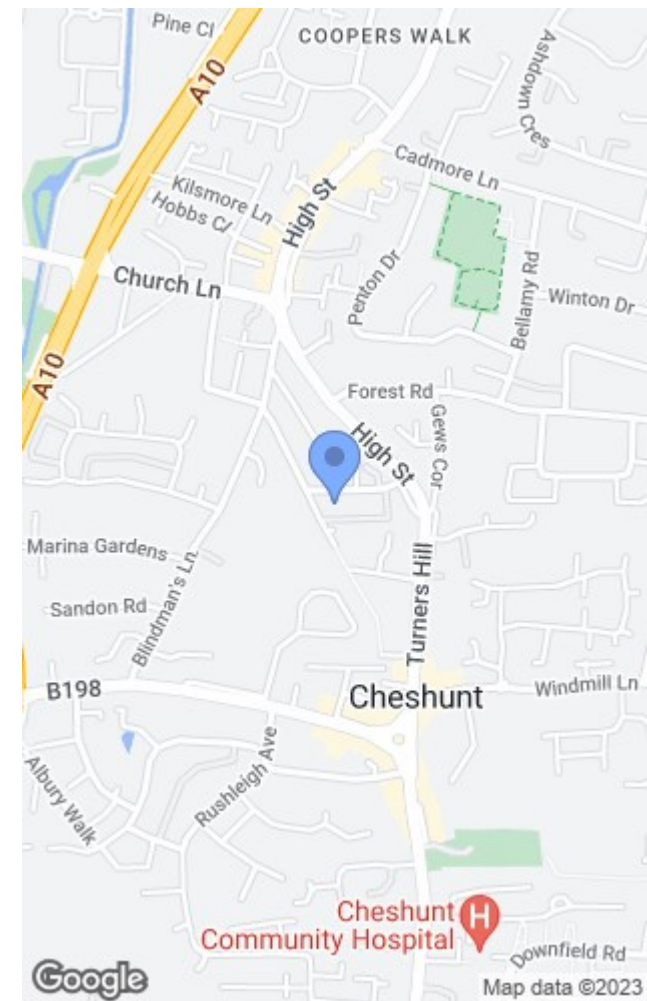 Pine Cl
COOPERS WALK
Ashdown Cres
A10
Cadmore Ln
Kilsmore Ln
Hobbs Cl
High St
Church Ln
Penton Dr
Bellamy Rd
Winton Dr
A10
Forest Rd
Gews Cor
High St
Marina Gardens
Blindman's Ln
Turners Hill
Sandon Rd
B198
Cheshunt
Windmill Ln
Albury Walk
Rushleigh Ave
Cheshunt
Community Hospital
H
Downfield Rd
Google
Map data ©2023